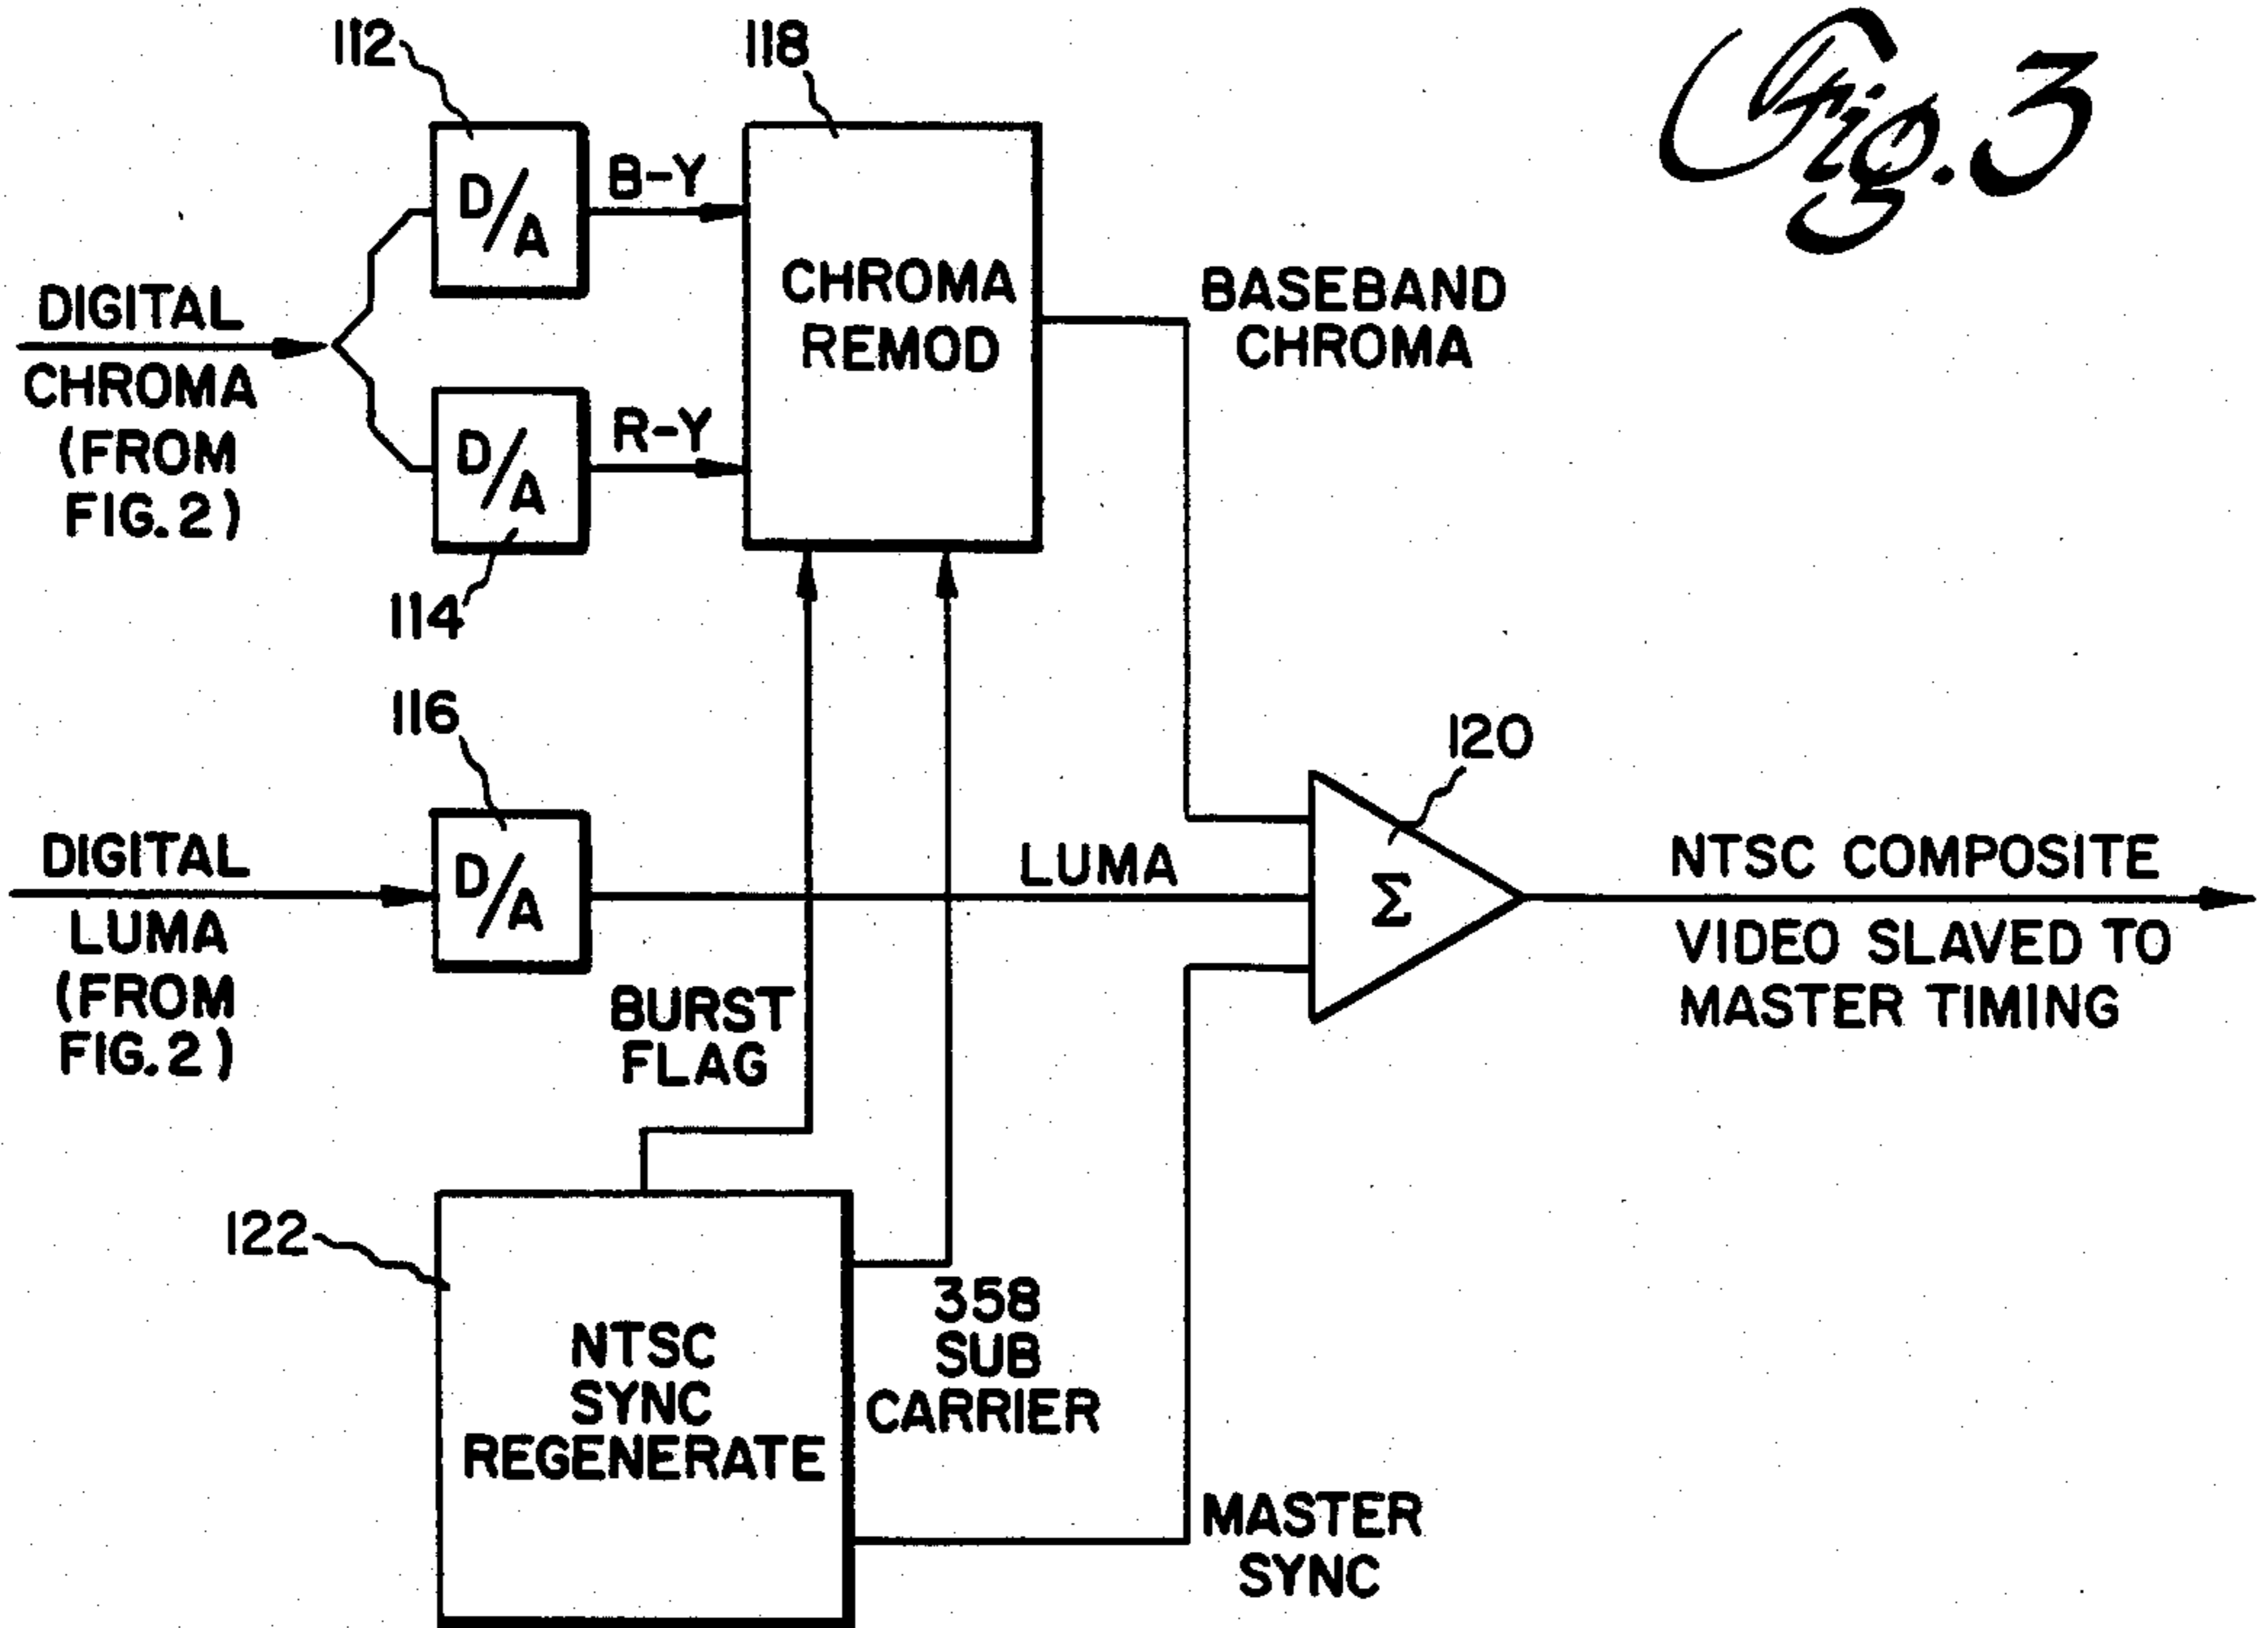 Fig. 3
112
118
D/A
B-Y
CHROMA
REMOD
BASEBAND
CHROMA
DIGITAL
CHROMA
(FROM
FIG. 2)
D/A
R-Y
114
116
120
DIGITAL
LUMA
(FROM
FIG. 2)
D/A
LUMA
Σ
NTSC COMPOSITE
VIDEO SLAVED TO
MASTER TIMING
BURST
FLAG
122
NTSC
SYNC
REGENERATE
358
SUB
CARRIER
MASTER
SYNC